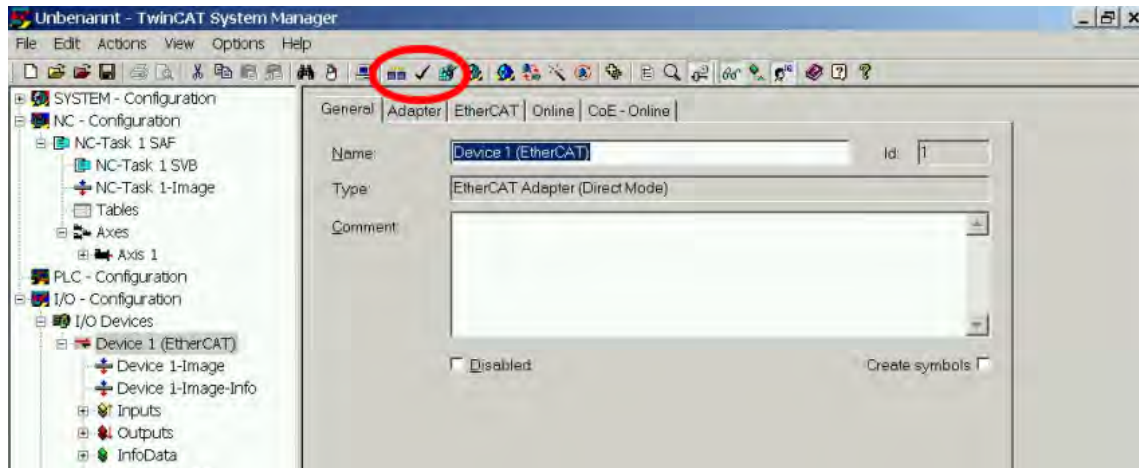 Unbenannt - TwinCAT System Manager
File Edit Actions View Options Help
SYSTEM - Configuration
NC - Configuration
NC-Task 1 SAF
NC-Task 1 SVB
NC-Task 1-Image
Tables
Axes
Axis 1
PLC - Configuration
I/O - Configuration
I/O Devices
Device 1 (EtherCAT)
Device 1-Image
Device 1-Image-Info
Inputs
Outputs
InfoData
General Adapter EtherCAT Online CoE - Online
Name: Device 1 (EtherCAT) Id: 1
Type: EtherCAT Adapter (Direct Mode)
Comment:
Disabled Create symbols